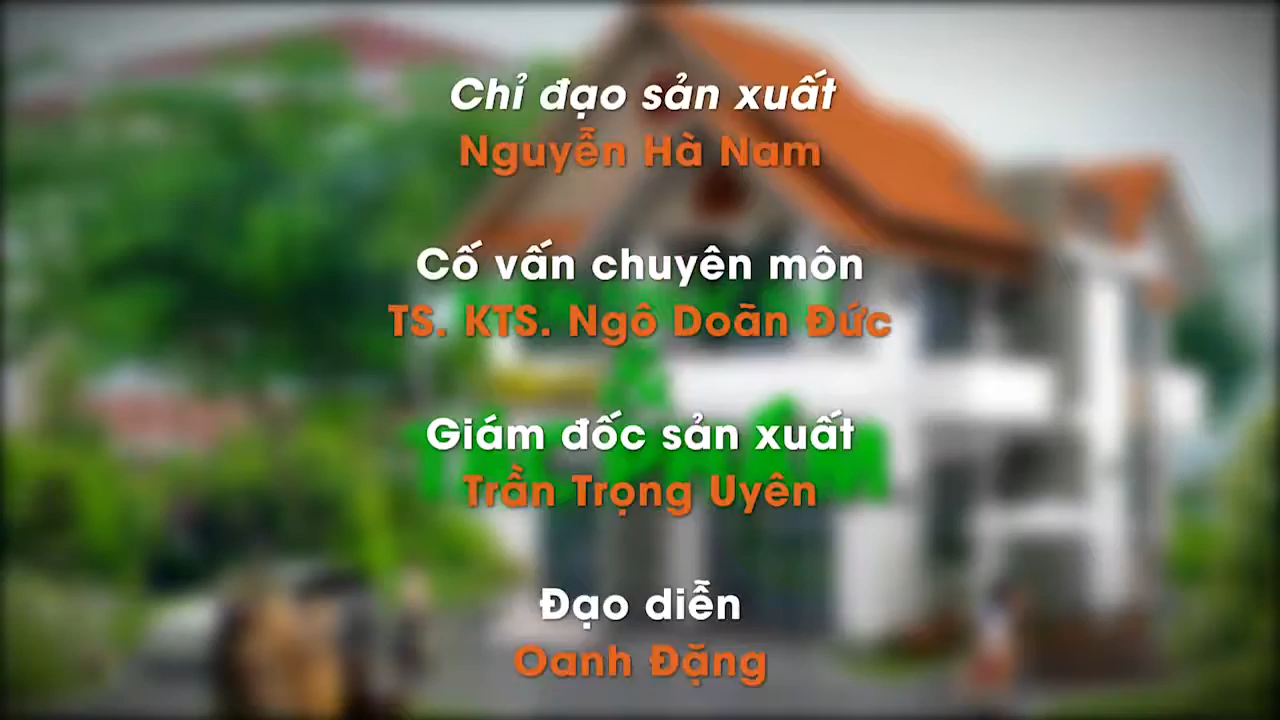 Chỉ đạo sản xuất
Nguyễn Hà Nam
Cố vấn chuyên môn
TS. KTS. Ngô Doãn Đức
Giám đốc sản xuất
Trần Trọng Uyên
Đạo diễn
Oanh Đặng